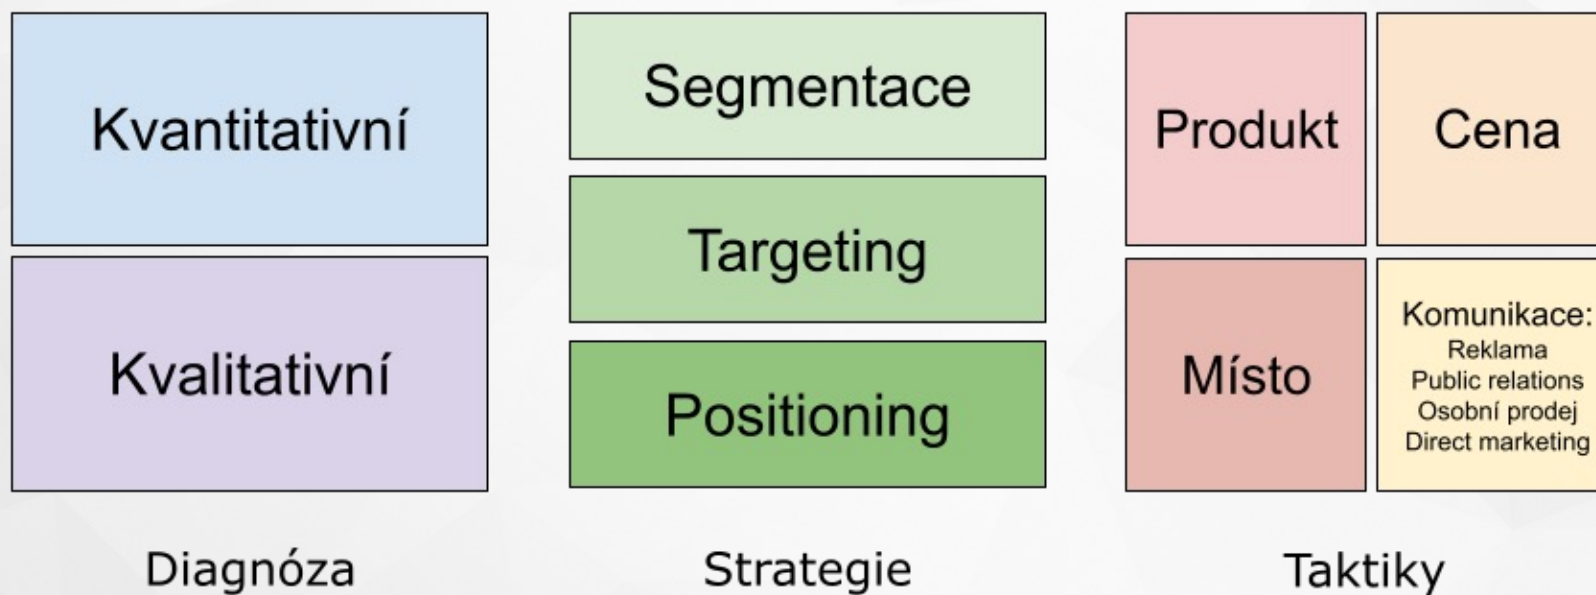 Kvantitativní
Kvalitativní
Diagnóza
Segmentace
Targeting
Positioning
Strategie
Produkt
Cena
Místo
Komunikace:
Reklama
Public relations
Osobní prodej
Direct marketing
Taktiky